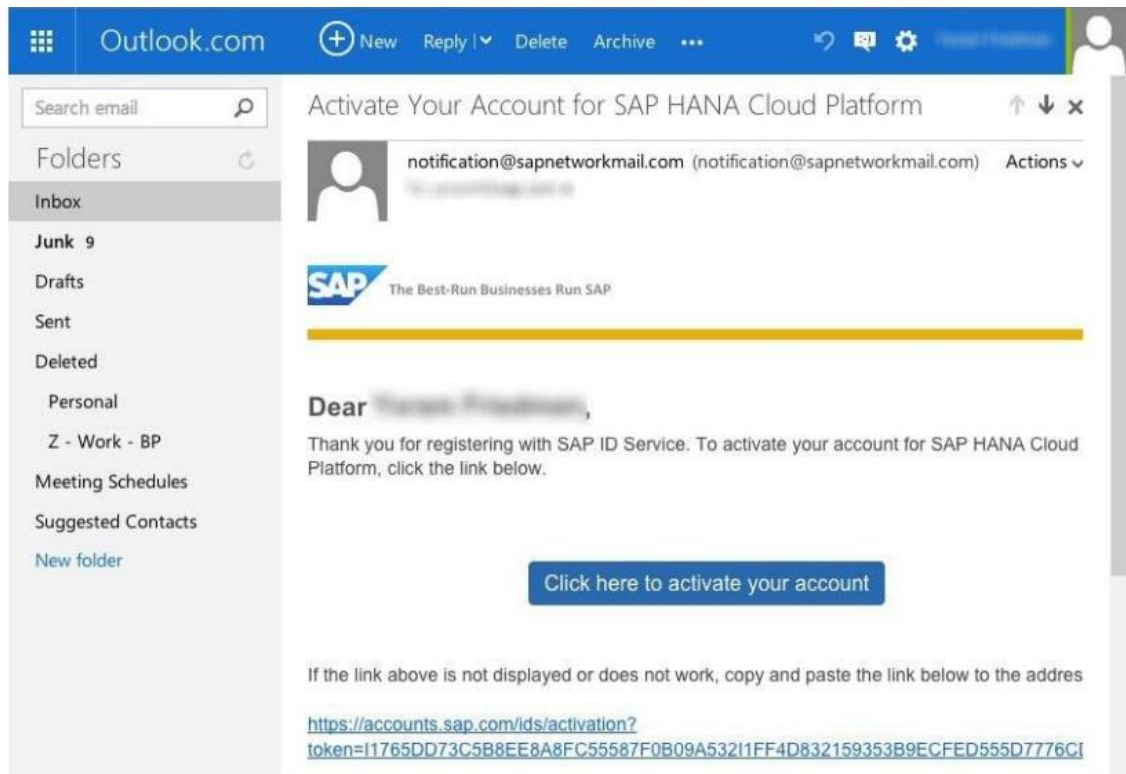 Outlook.com
New Reply Delete Archive
Search email
Activate Your Account for SAP HANA Cloud Platform
Folders
notification@sapnetworkmail.com (notification@sapnetworkmail.com) Actions
Inbox
Junk 9
Drafts
Sent
Deleted
Personal
Z - Work - BP
Meeting Schedules
Suggested Contacts
New folder
SAP The Best-Run Businesses Run SAP
Dear ,
Thank you for registering with SAP ID Service. To activate your account for SAP HANA Cloud
Platform, click the link below.
Click here to activate your account
If the link above is not displayed or does not work, copy and paste the link below to the addres
https://accounts.sap.com/ids/activation?
token=I1765DD73C5B8EE8A8FC55587F0B09A532I1FF4D832159353B9ECFED555D7776C